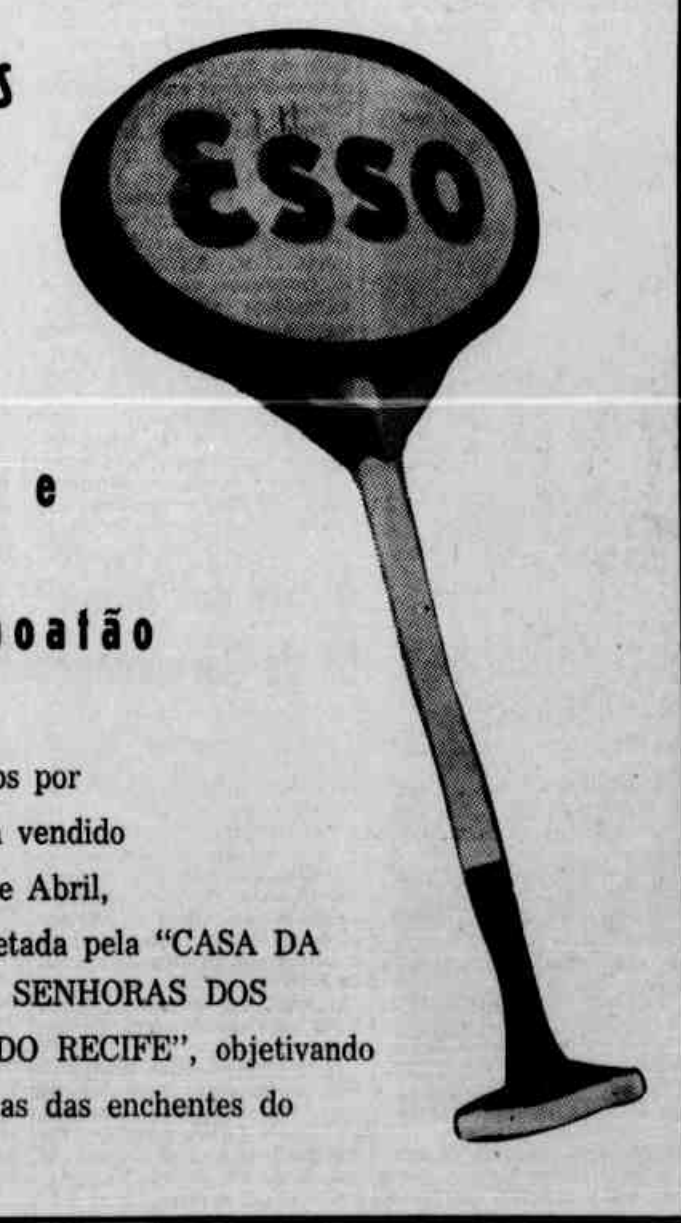 s
ESSO
e
oatão
os por
vendido
e Abril,
etada pela “CASA DA
SENHORAS DOS
DO RECIFE”, objetivando
as das enchentes do